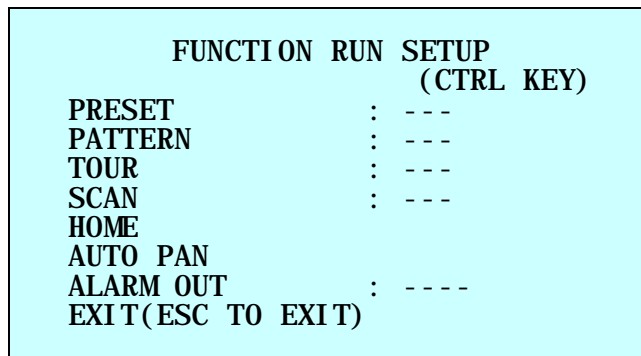 FUNCTION RUN SETUP
(CTRL KEY)
PRESET : ---
PATTERN : ---
TOUR : ---
SCAN : ---
HOME
AUTO PAN
ALARM OUT : ----
EXIT(ESC TO EXIT)